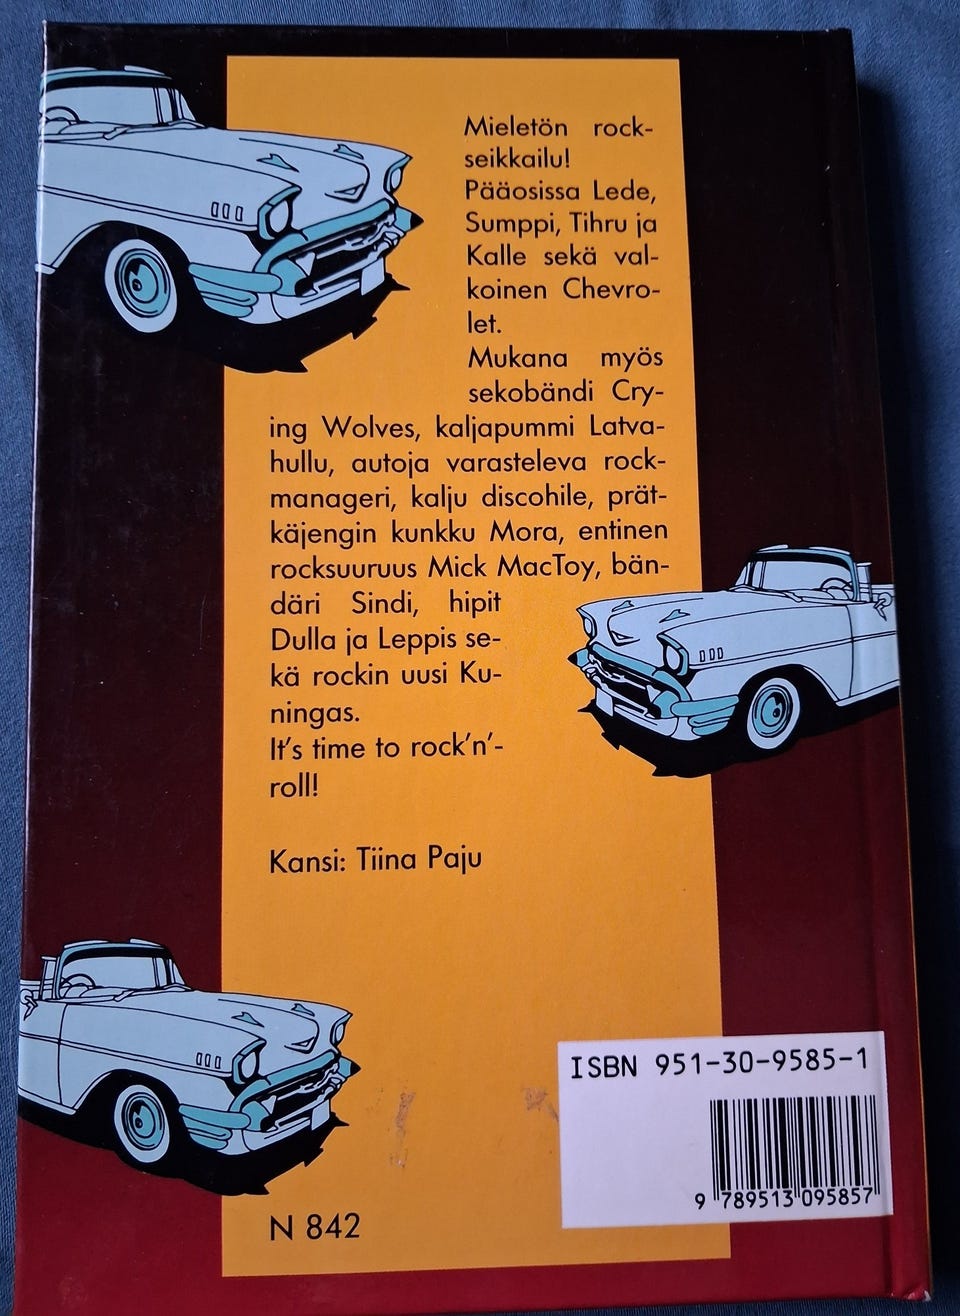 Mieletön rock-
seikkailu!
Pääosissa Lede,
Sumppi, Tihru ja
Kalle sekä val-
koinen Chevro-
let.
Mukana myös
sekobändi Cry-
ing Wolves, kaljapummi Latva-
hullu, autoja varasteleva rock-
manageri, kalju discohile, prät-
käjengin kunkku Mora, entinen
rocksuuruus Mick MacToy, bän-
däri Sindi, hipit
Dulla ja Leppis se-
kä rockin uusi Ku-
ningas.
It's time to rock'n'-
roll!
Kansi: Tiina Paju
ISBN 951-30-9585-1
9 789513 095857
N 842